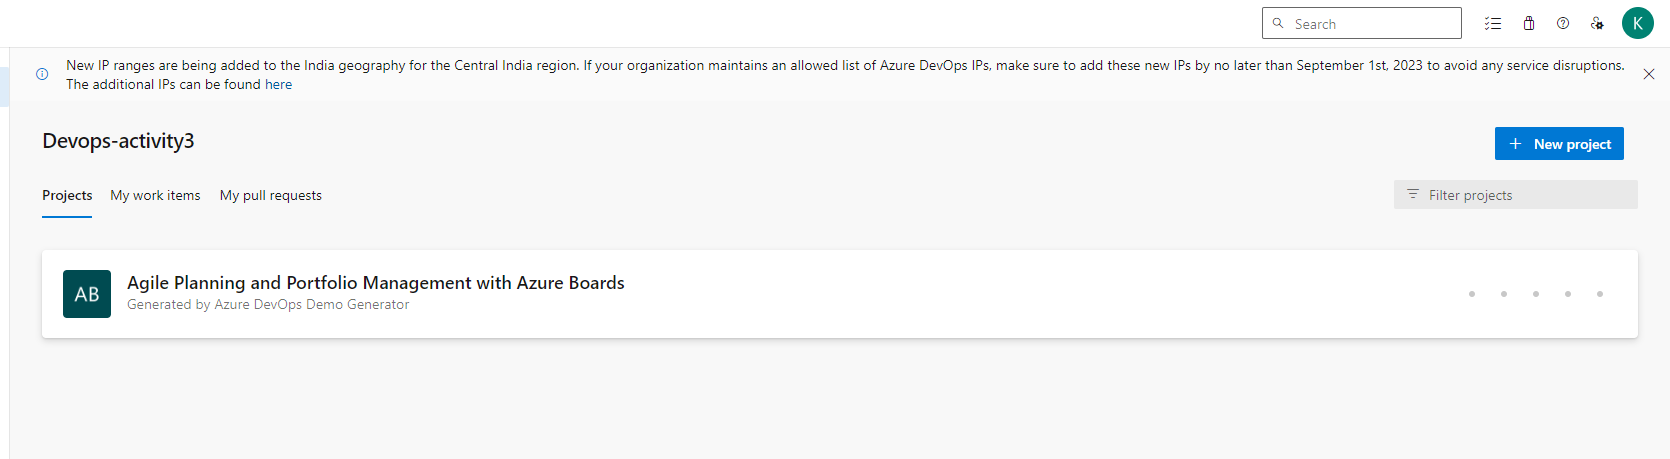 Search
K
New IP ranges are being added to the India geography for the Central India region. If your organization maintains an allowed list of Azure DevOps IPs, make sure to add these new IPs by no later than September 1st, 2023 to avoid any service disruptions.
The additional IPs can be found here
Devops-activity3
+ New project
Projects My work items My pull requests
Filter projects
AB
Agile Planning and Portfolio Management with Azure Boards
Generated by Azure DevOps Demo Generator